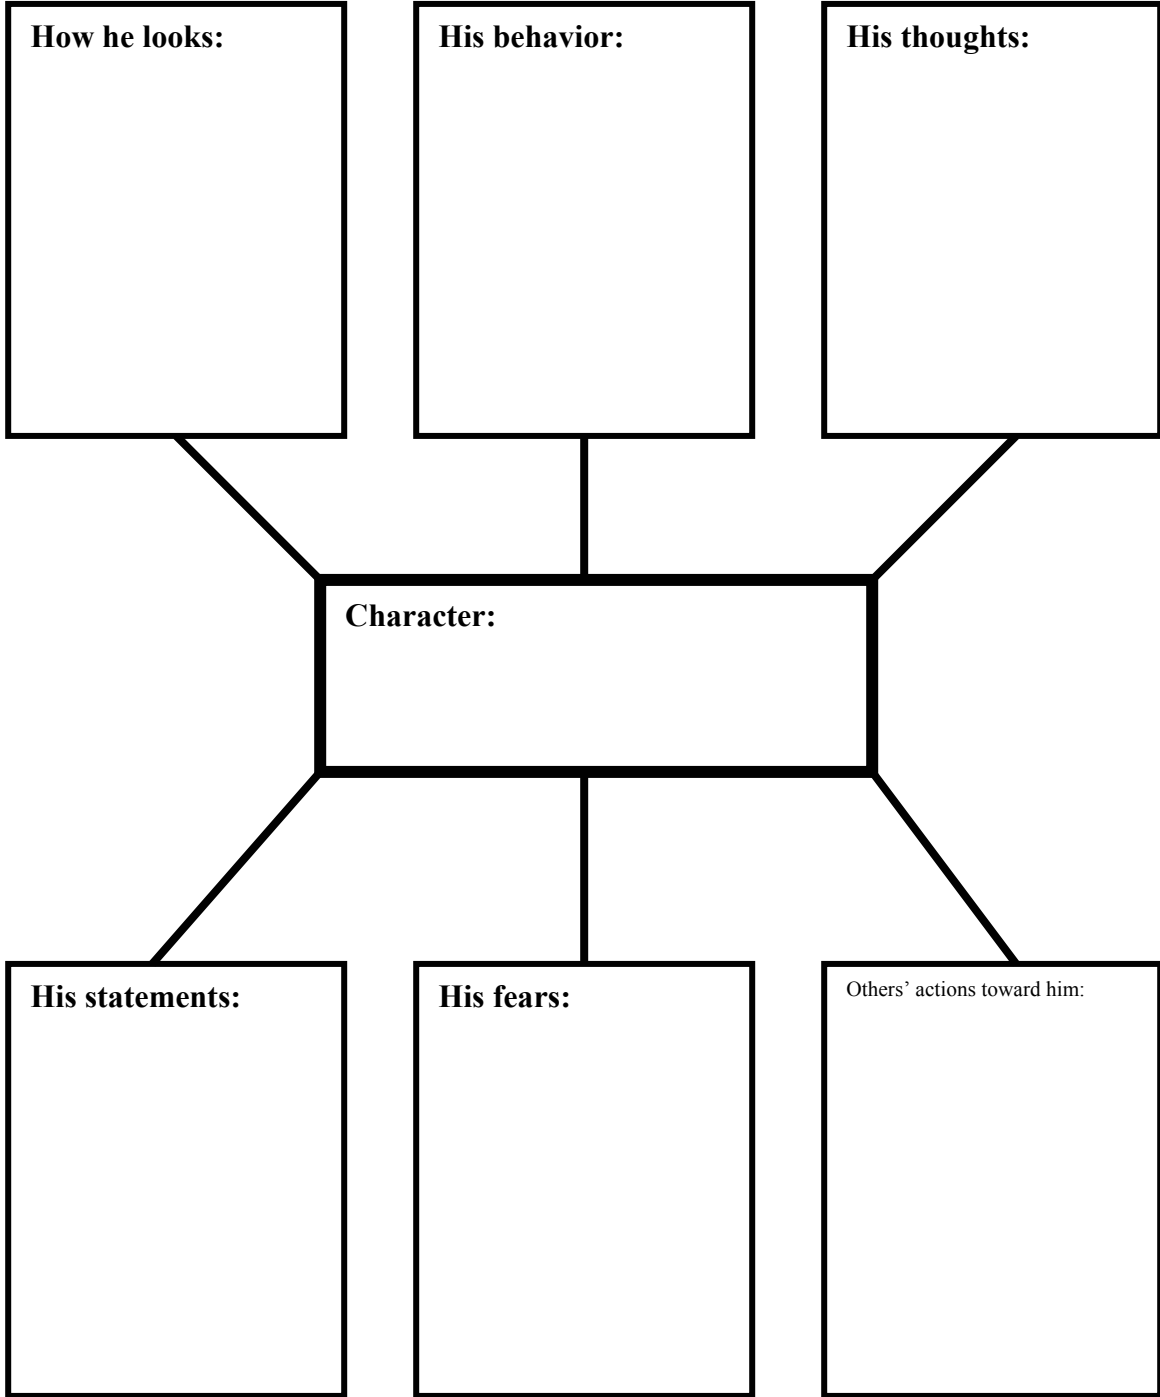 How he looks:
His behavior:
His thoughts:
Character:
His statements:
His fears:
Others’ actions toward him: